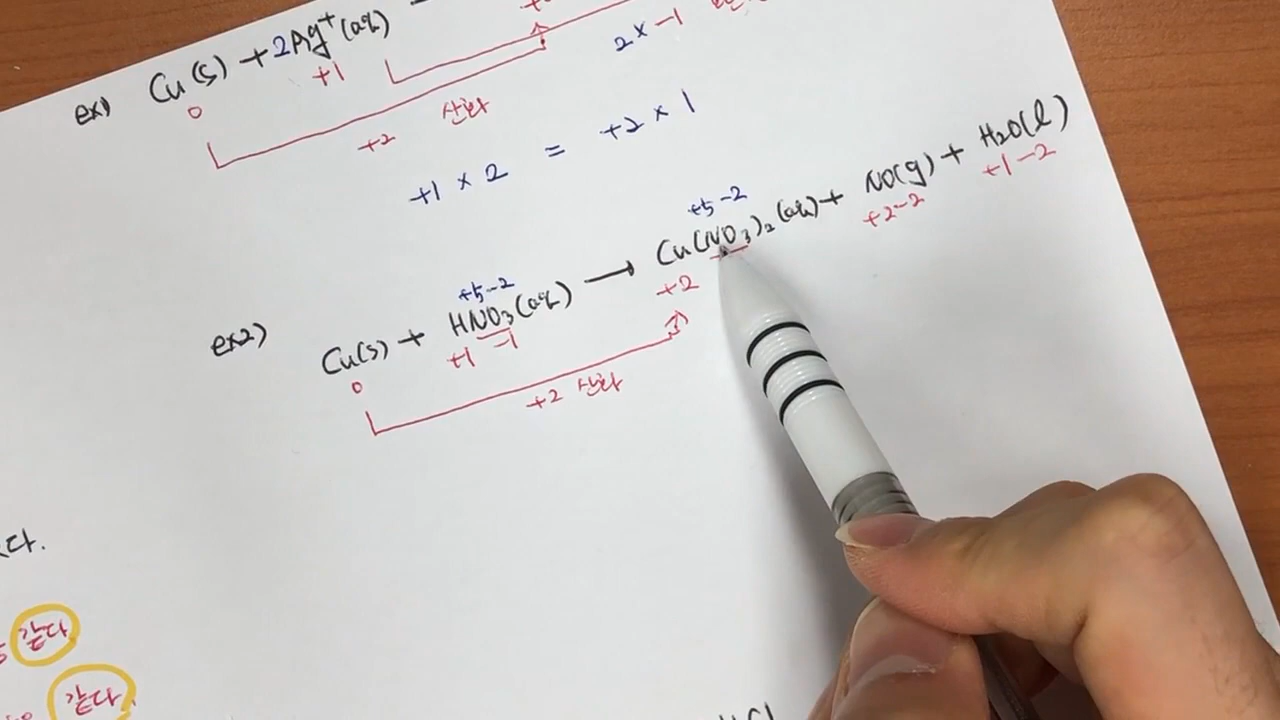 ex) Cu(s) + 2Ag⁺(aq)
0 +1
2 × -1
+2 산화
+1 × 2 = +2 × 1
+5 -2 +5 -2
ex2) Cu(s) + HNO₃(aq) → Cu(NO₃)₂(aq) + NO(g) + H₂O(l)
0 +1 -1 +2 +2 -2 +1 -2
+2 산화
다.
같다
같다